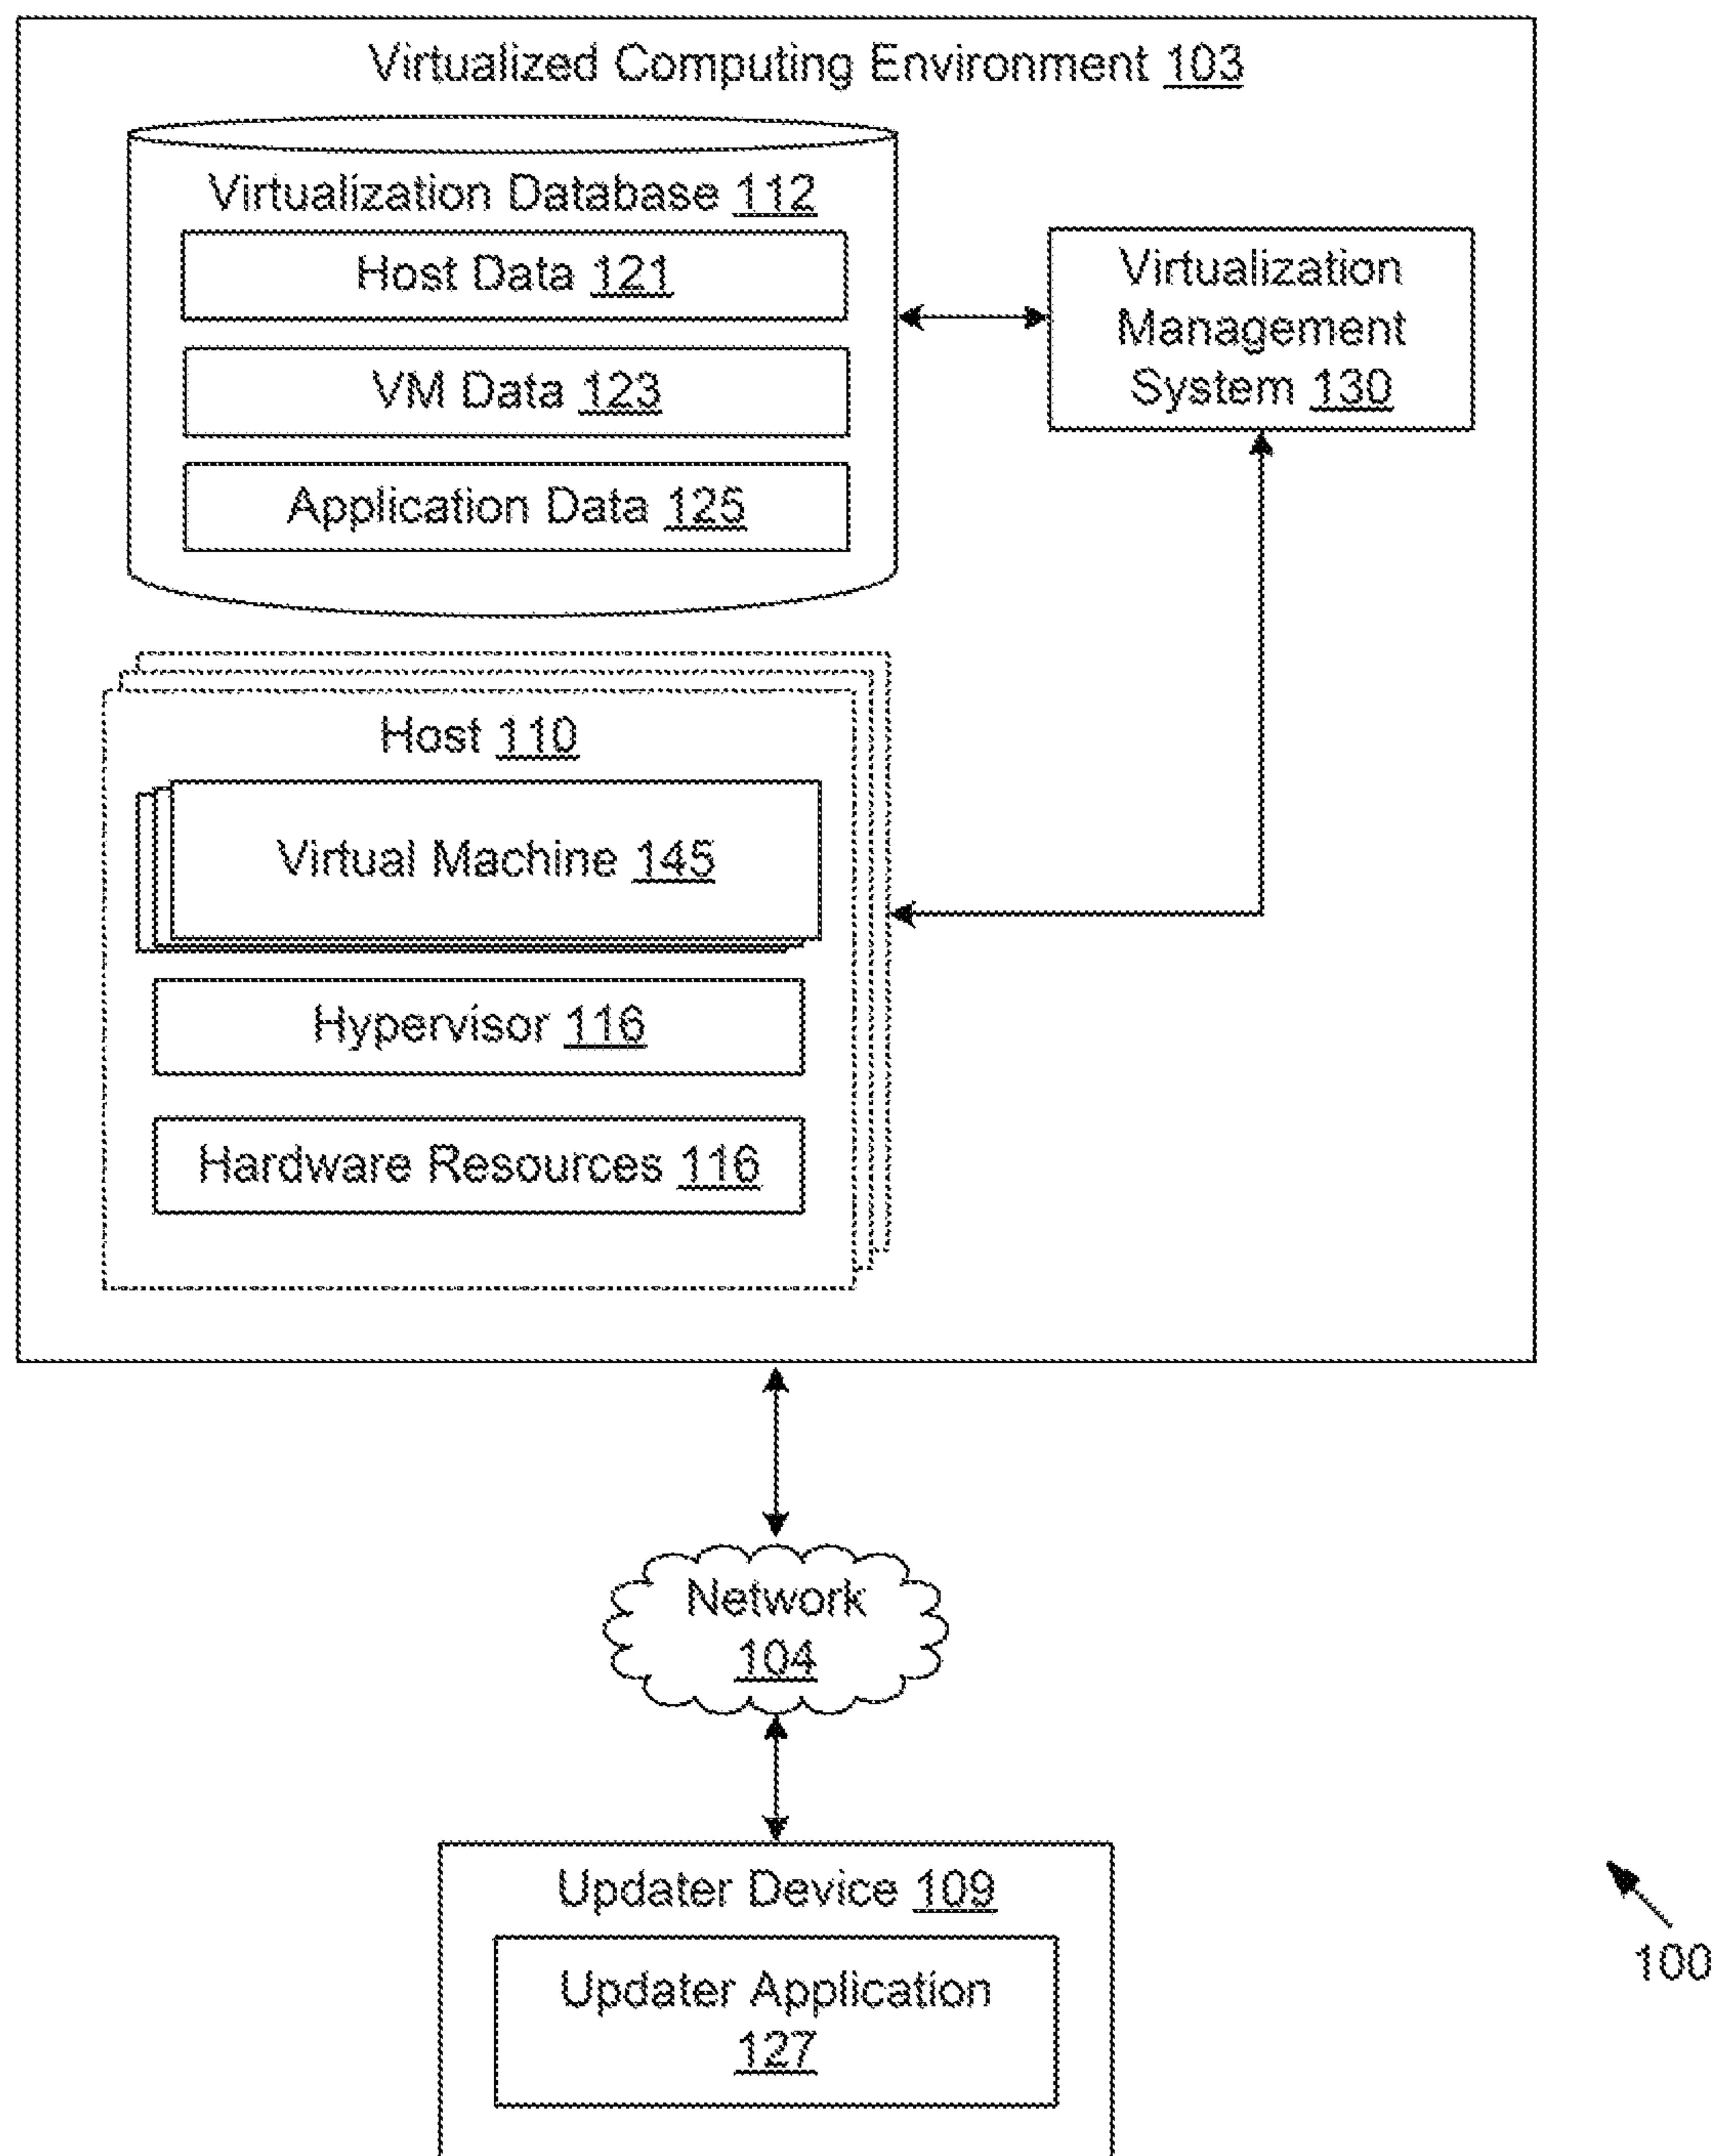 Virtualized Computing Environment 103
Virtualization Database 112
Host Data 121
VM Data 123
Application Data 125
Virtualization
Management
System 130
Host 110
Virtual Machine 145
Hypervisor 116
Hardware Resources 116
Network
104
Updater Device 109
Updater Application
127
100